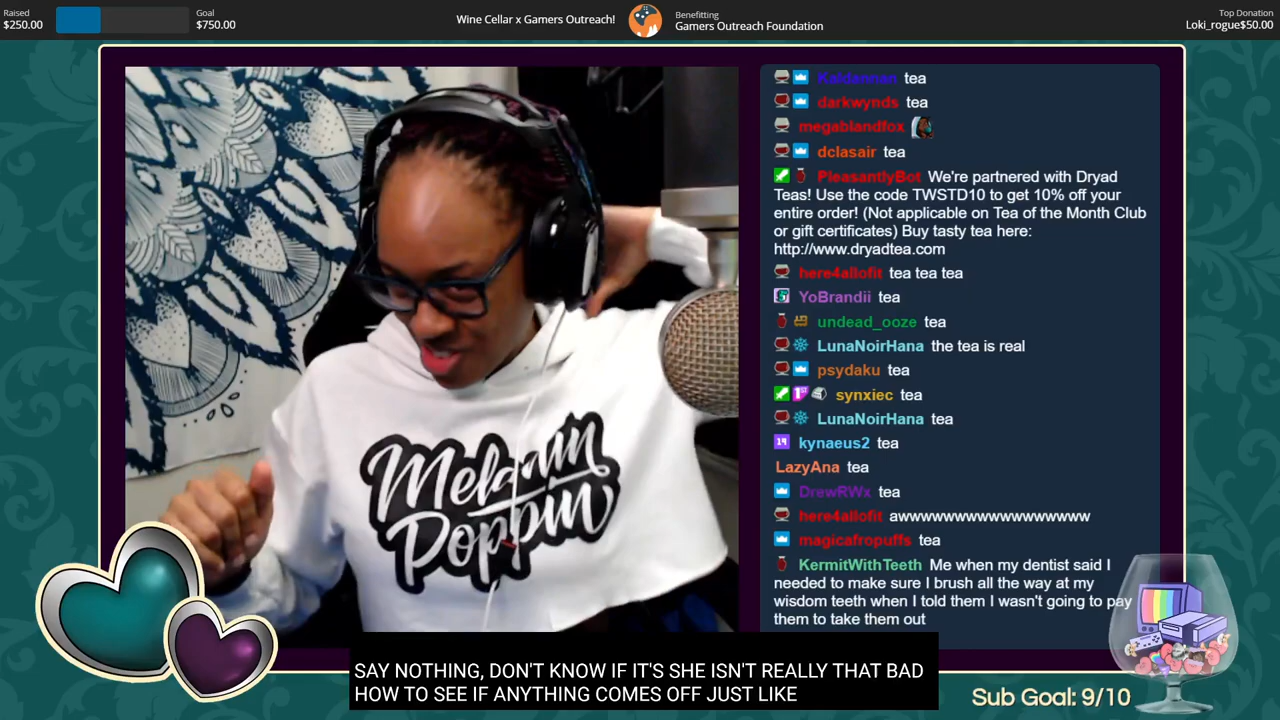 Raised
$250.00
Goal
$750.00
Wine Cellar x Gamers Outreach!
Benefitting
Gamers Outreach Foundation
Top Donation
Loki_rogue$50.00
Kaldannan tea
darkwynds tea
megablandfox
dclasair tea
PleasantlyBot We're partnered with Dryad
Teas! Use the code TWSTD10 to get 10% off your
entire order! (Not applicable on Tea of the Month Club
or gift certificates) Buy tasty tea here:
http://www.dryadtea.com
here4allofit tea tea tea
YoBrandii tea
undead_ooze tea
LunaNoirHana the tea is real
psydaku tea
synxiec tea
LunaNoirHana tea
kynaeus2 tea
LazyAna tea
DrewRWx tea
here4allofit awwwwwwwwwwwwwwwwww
magicafropuffs tea
KermitWithTeeth Me when my dentist said I
needed to make sure I brush all the way at my
wisdom teeth when I told them I wasn't going to pay
them to take them out
Melanin
Poppin
SAY NOTHING, DON'T KNOW IF IT'S SHE ISN'T REALLY THAT BAD
HOW TO SEE IF ANYTHING COMES OFF JUST LIKE
Sub Goal: 9/10